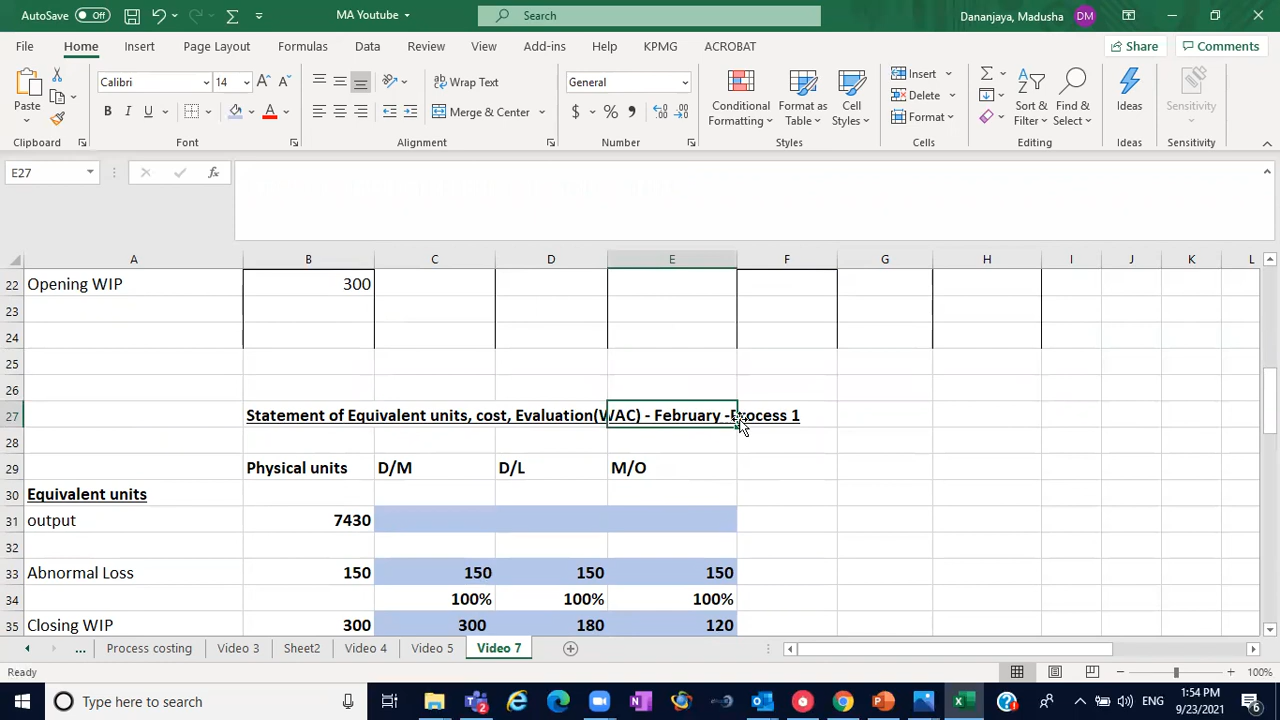 AutoSave Off MA Youtube Search Dananjaya, Madusha DM
File Home Insert Page Layout Formulas Data Review View Add-ins Help KPMG ACROBAT Share Comments
Calibri 14 Wrap Text General Insert
Paste B I U Merge & Center $ % Conditional Formatting Format as Table Cell Styles Delete Format Sort & Filter Find & Select Ideas Sensitivity
Clipboard Font Alignment Number Styles Cells Editing Ideas Sensitivity
E27 fx
A B C D E F G H I J K L
22 Opening WIP 300
23
24
25
26
27 Statement of Equivalent units, cost, Evaluation(WAC) - February -Process 1
28
29 Physical units D/M D/L M/O
30 Equivalent units
31 output 7430
32
33 Abnormal Loss 150 150 150 150
34 100% 100% 100%
35 Closing WIP 300 300 180 120
... Process costing Video 3 Sheet2 Video 4 Video 5 Video 7
Ready 100%
Type here to search ENG 1:54 PM
2 9/23/2021 6